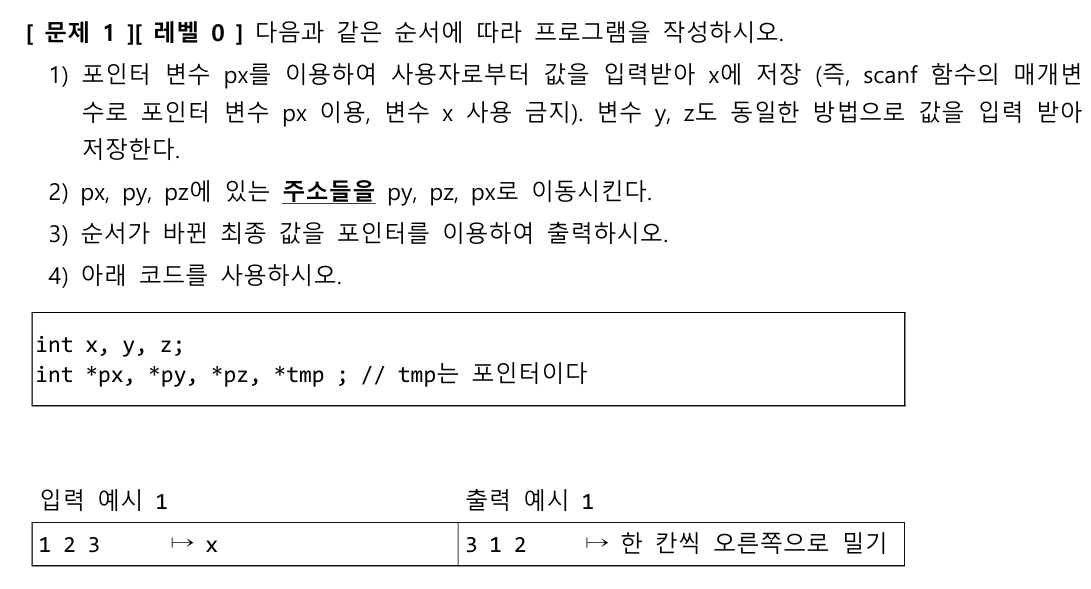 [ 문제 1 ][ 레벨 0 ] 다음과 같은 순서에 따라 프로그램을 작성하시오.
1) 포인터 변수 px를 이용하여 사용자로부터 값을 입력받아 x에 저장 (즉, scanf 함수의 매개변
수로 포인터 변수 px 이용, 변수 x 사용 금지). 변수 y, z도 동일한 방법으로 값을 입력 받아
저장한다.
2) px, py, pz에 있는 주소들을 py, pz, px로 이동시킨다.
3) 순서가 바뀐 최종 값을 포인터를 이용하여 출력하시오.
4) 아래 코드를 사용하시오.
int x, y, z;
int *px, *py, *pz, *tmp ; // tmp는 포인터이다
입력 예시 1 출력 예시 1
1 2 3 ↦ x 3 1 2 ↦ 한 칸씩 오른쪽으로 밀기